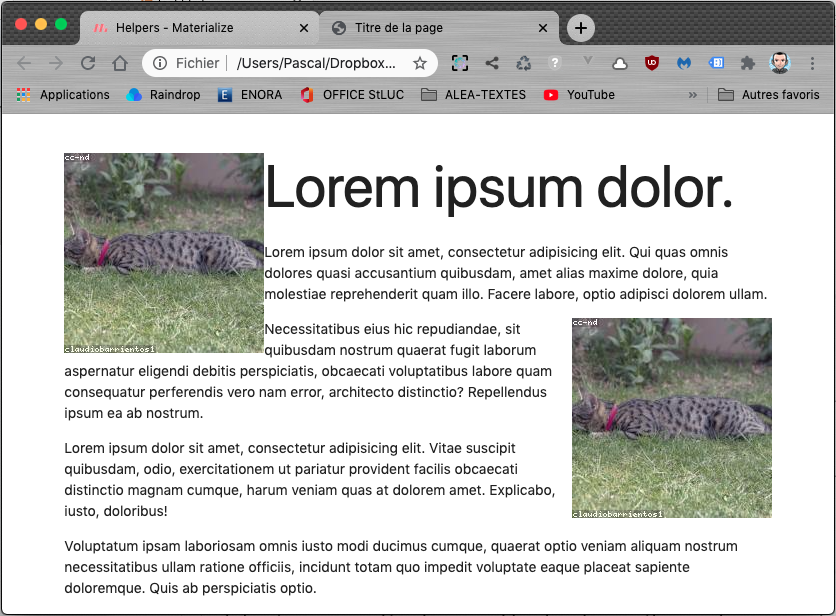 Helpers - Materialize
Titre de la page
Fichier
/Users/Pascal/Dropbox...
Applications
Raindrop
E ENORA
OFFICE StLUC
ALEA-TEXTES
YouTube
»
Autres favoris
cc-nd
claudiobarrientos1
Lorem ipsum dolor.
Lorem ipsum dolor sit amet, consectetur adipisicing elit. Qui quas omnis
dolores quasi accusantium quibusdam, amet alias maxime dolore, quia
molestiae reprehenderit quam illo. Facere labore, optio adipisci dolorem ullam.
Necessitatibus eius hic repudiandae, sit
quibusdam nostrum quaerat fugit laborum
aspernatur eligendi debitis perspiciatis, obcaecati voluptatibus labore quam
consequatur perferendis vero nam error, architecto distinctio? Repellendus
ipsum ea ab nostrum.
cc-nd
claudiobarrientos1
Lorem ipsum dolor sit amet, consectetur adipisicing elit. Vitae suscipit
quibusdam, odio, exercitationem ut pariatur provident facilis obcaecati
distinctio magnam cumque, harum veniam quas at dolorem amet. Explicabo,
iusto, doloribus!
Voluptatum ipsam laboriosam omnis iusto modi ducimus cumque, quaerat optio veniam aliquam nostrum
necessitatibus ullam ratione officiis, incidunt totam quo impedit voluptate eaque placeat sapiente
doloremque. Quis ab perspiciatis optio.